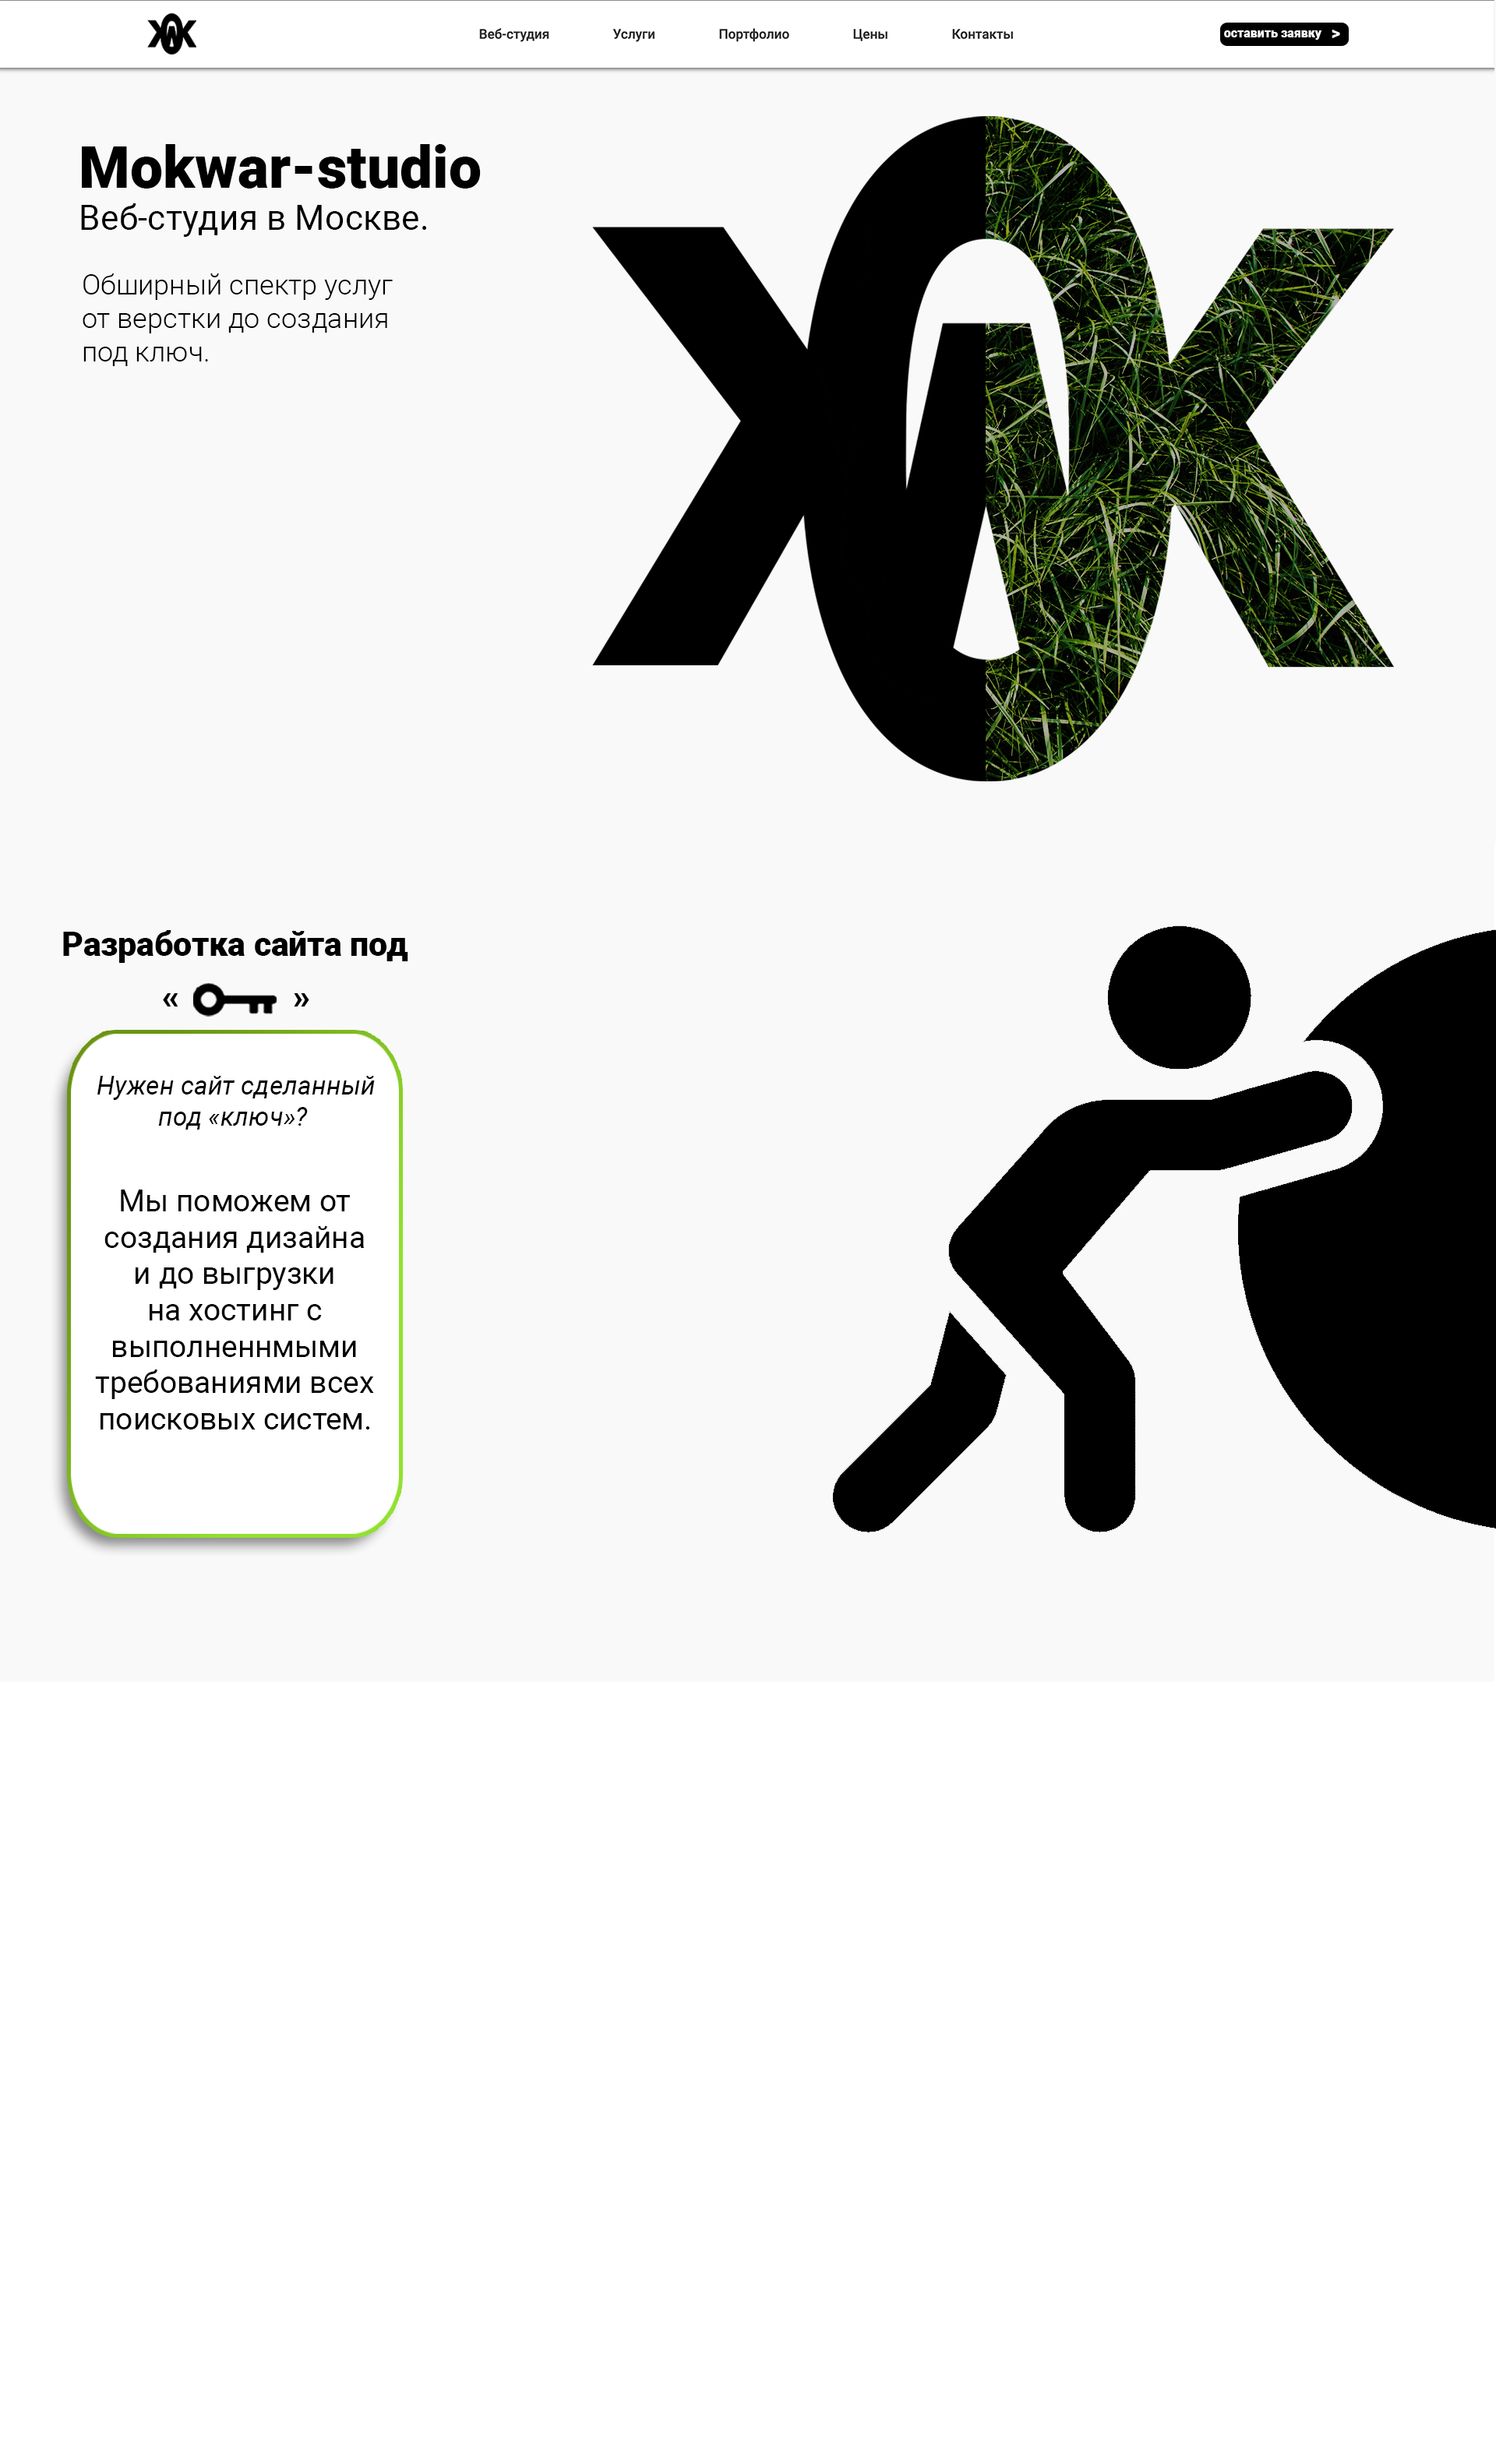 Веб-студия Услуги Портфолио Цены Контакты оставить заявку >
Mokwar-studio
Веб-студия в Москве.
Обширный спектр услуг
от верстки до создания
под ключ.
Разработка сайта под
« »
Нужен сайт сделанный
под «ключ»?
Мы поможем от
создания дизайна
и до выгрузки
на хостинг с
выполненнмыми
требованиями всех
поисковых систем.